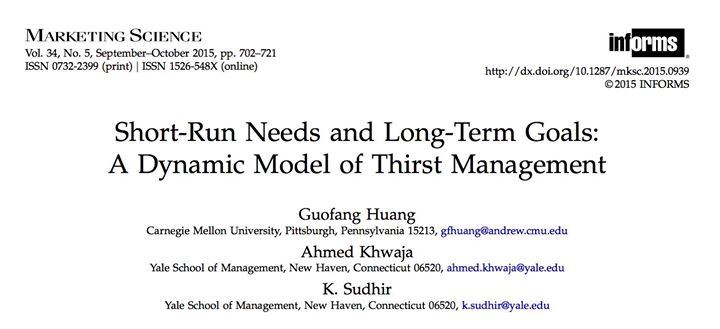 MARKETING SCIENCE
Vol. 34, No. 5, September–October 2015, pp. 702–721
ISSN 0732-2399 (print) | ISSN 1526-548X (online)
informs®
http://dx.doi.org/10.1287/mksc.2015.0939
©2015 INFORMS
Short-Run Needs and Long-Term Goals:
A Dynamic Model of Thirst Management
Guofang Huang
Carnegie Mellon University, Pittsburgh, Pennsylvania 15213, gfhuang@andrew.cmu.edu
Ahmed Khwaja
Yale School of Management, New Haven, Connecticut 06520, ahmed.khwaja@yale.edu
K. Sudhir
Yale School of Management, New Haven, Connecticut 06520, k.sudhir@yale.edu